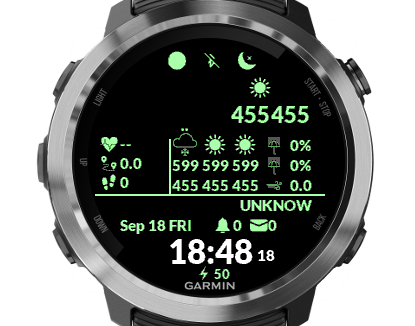 455455
LIGHT
START • STOP
-- 0%
0.0 599 599 599 0%
0 455 455 455 0.0
UP
UNKNOW
DOWN
BACK
Sep 18 FRI 0 0
18:48 18
50
GARMIN